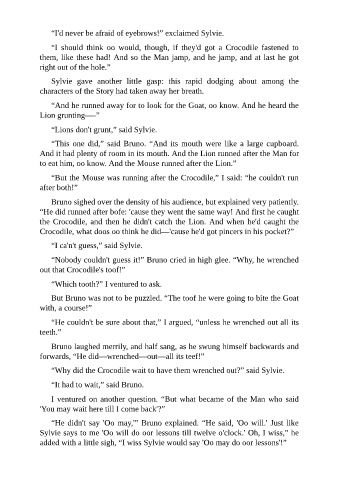 “I'd never be afraid of eyebrows!” exclaimed Sylvie.
“I should think oo would, though, if they'd got a Crocodile fastened to
them, like these had! And so the Man jamp, and he jamp, and at last he got
right out of the hole.”
Sylvie gave another little gasp: this rapid dodging about among the
characters of the Story had taken away her breath.
“And he runned away for to look for the Goat, oo know. And he heard the
Lion grunting—–”
“Lions don't grunt,” said Sylvie.
“This one did,” said Bruno. “And its mouth were like a large cupboard.
And it had plenty of room in its mouth. And the Lion runned after the Man for
to eat him, oo know. And the Mouse runned after the Lion.”
“But the Mouse was running after the Crocodile,” I said: “he couldn't run
after both!”
Bruno sighed over the density of his audience, but explained very patiently.
“He did runned after bofe: 'cause they went the same way! And first he caught
the Crocodile, and then he didn't catch the Lion. And when he'd caught the
Crocodile, what doos oo think he did—'cause he'd got pincers in his pocket?”
“I ca'n't guess,” said Sylvie.
“Nobody couldn't guess it!” Bruno cried in high glee. “Why, he wrenched
out that Crocodile's toof!”
“Which tooth?” I ventured to ask.
But Bruno was not to be puzzled. “The toof he were going to bite the Goat
with, a course!”
“He couldn't be sure about that,” I argued, “unless he wrenched out all its
teeth.”
Bruno laughed merrily, and half sang, as he swung himself backwards and
forwards, “He did—wrenched—out—all its teef!”
“Why did the Crocodile wait to have them wrenched out?” said Sylvie.
“It had to wait,” said Bruno.
I ventured on another question. “But what became of the Man who said
'You may wait here till I come back'?”
“He didn't say 'Oo may,'” Bruno explained. “He said, 'Oo will.' Just like
Sylvie says to me 'Oo will do oor lessons till twelve o'clock.' Oh, I wiss,” he
added with a little sigh, “I wiss Sylvie would say 'Oo may do oor lessons'!”